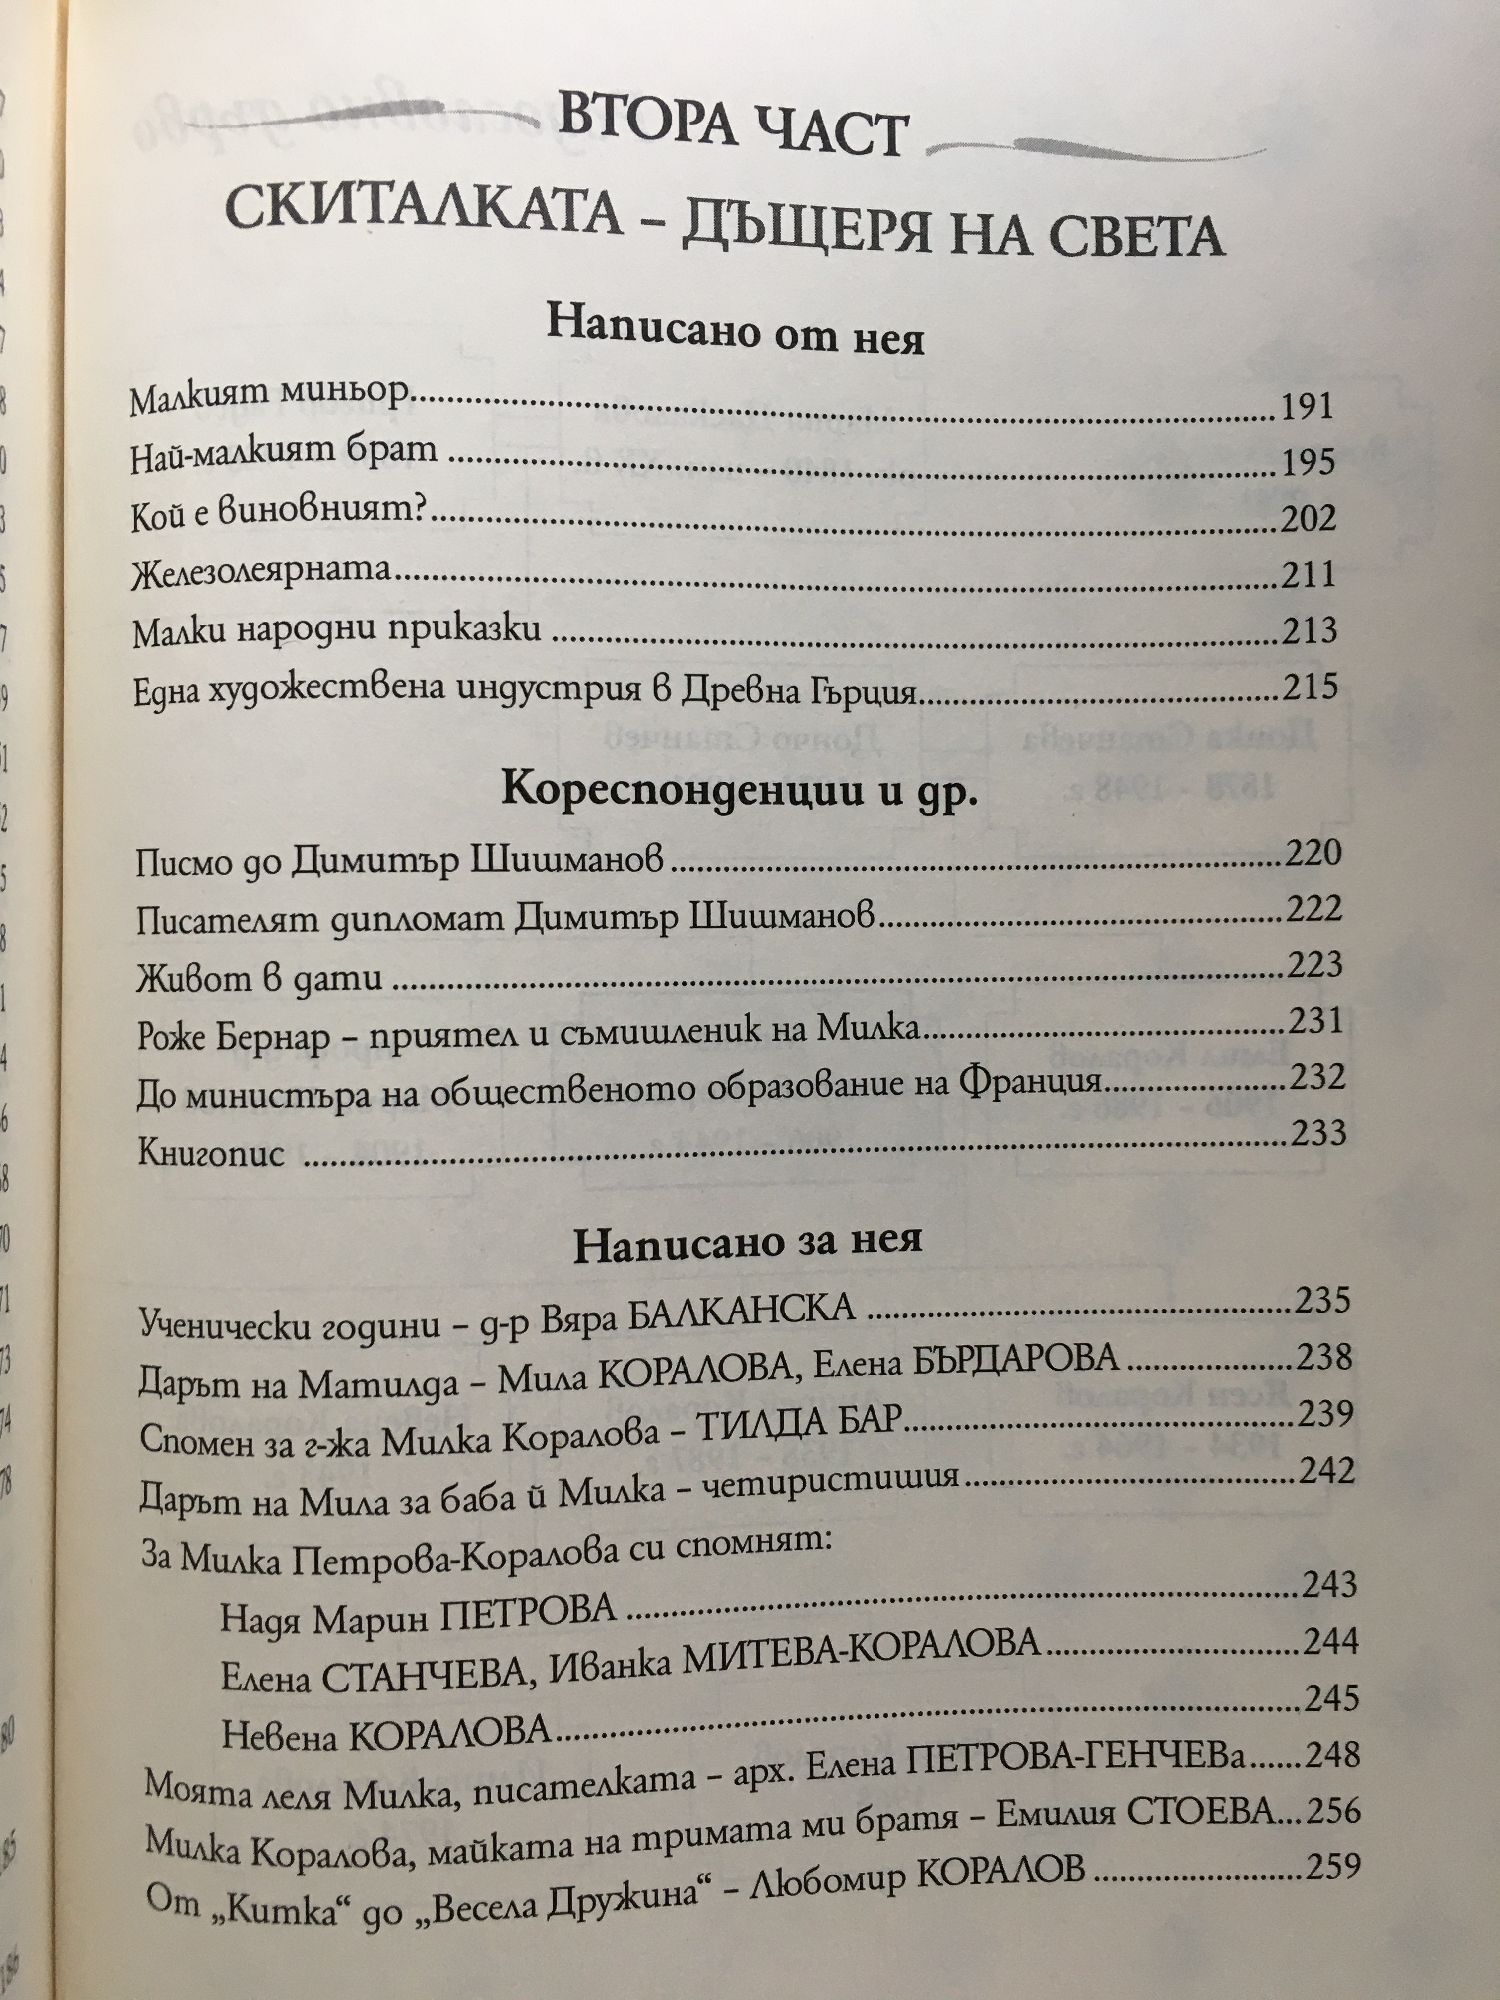 ВТОРА ЧАСТ
СКИТАЛКАТА – ДЪЩЕРЯ НА СВЕТА
Написано от нея
Малкият миньор....................191
Най-малкият брат ....................195
Кой е виновният?....................202
Железолеярната....................211
Малки народни приказки ....................213
Една художествена индустрия в Древна Гърция....................215
Кореспонденции и др.
Писмо до Димитър Шишманов....................220
Писателят дипломат Димитър Шишманов....................222
Живот в дати ....................223
Роже Бернар – приятел и съмишленик на Милка....................231
До министъра на общественото образование на Франция....................232
Книгопис ....................233
Написано за нея
Ученически години – д-р Вяра БАЛКАНСКА ....................235
Дарът на Матилда – Мила КОРАЛОВА, Елена БЪРДАРОВА....................238
Спомен за г-жа Милка Коралова – ТИЛДА БАР....................239
Дарът на Мила за баба й Милка – четиристишия....................242
За Милка Петрова-Коралова си спомнят:
Надя Марин ПЕТРОВА ....................243
Елена СТАНЧЕВА, Иванка МИТЕВА-КОРАЛОВА....................244
Невена КОРАЛОВА....................245
Моята леля Милка, писателката – арх. Елена ПЕТРОВА-ГЕНЧЕВа......248
Милка Коралова, майката на тримата ми братя – Емилия СТОЕВА...256
От „Китка“ до „Весела Дружина“ – Любомир КОРАЛОВ ....................259